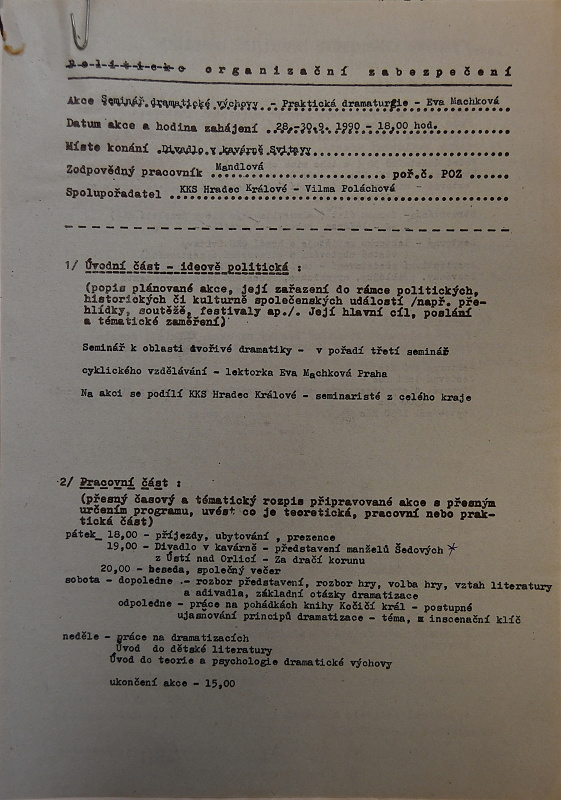 P o l i t i c k o  o r g a n i z a č n í  z a b e z p e č e n í
Akce Seminář dramatické výchovy - Praktická dramaturgie - Eva Machková
Datum akce a hodina zahájení ..28.-30.9. 1990 - 18,00 hod.
Místo konání .Divadlo v kavárně Svitavy
Zodpovědný pracovník Mandlová ............ poř.č. POZ .......
Spolupořadatel KKS Hradec Králové - Vilma Poláchová
1/ Úvodní část - ideově politická :
(popis plánované akce, její zařazení do rámce politických,
historických či kulturně společenských událostí /např. pře-
hlídky, soutěže, festivaly ap./. Její hlavní cíl, poslání
a tématické zaměření)
Seminář k oblasti tvořivé dramatiky - v pořadí třetí seminář
cyklického vzdělávání - lektorka Eva Machková Praha
Na akci se podílí KKS Hradec Králové - seminaristé z celého kraje
2/ Pracovní část :
(přesný časový a tématický rozpis připravované akce s přesným
určením programu, uvést co je teoretická, pracovní nebo prak-
tická část)
pátek 18,00 - příjezdy, ubytování , prezence
19,00 - Divadlo v kavárně - představení manželů Šedových *
z Ústí nad Orlicí - Za dračí korunu
20,00 - beseda, společný večer
sobota - dopoledne .- rozbor představení, rozbor hry, volba hry, vztah literatury
a adivadla, základní otázky dramatizace
odpoledne - práce na pohádkách knihy Kočičí král - postupné
ujasňování principů dramatizace - téma, z inscenační klíč
neděle - práce na dramatizacích
Úvod do dětské literatury
Úvod do teorie a psychologie dramatické výchovy
ukončení akce - 15,00